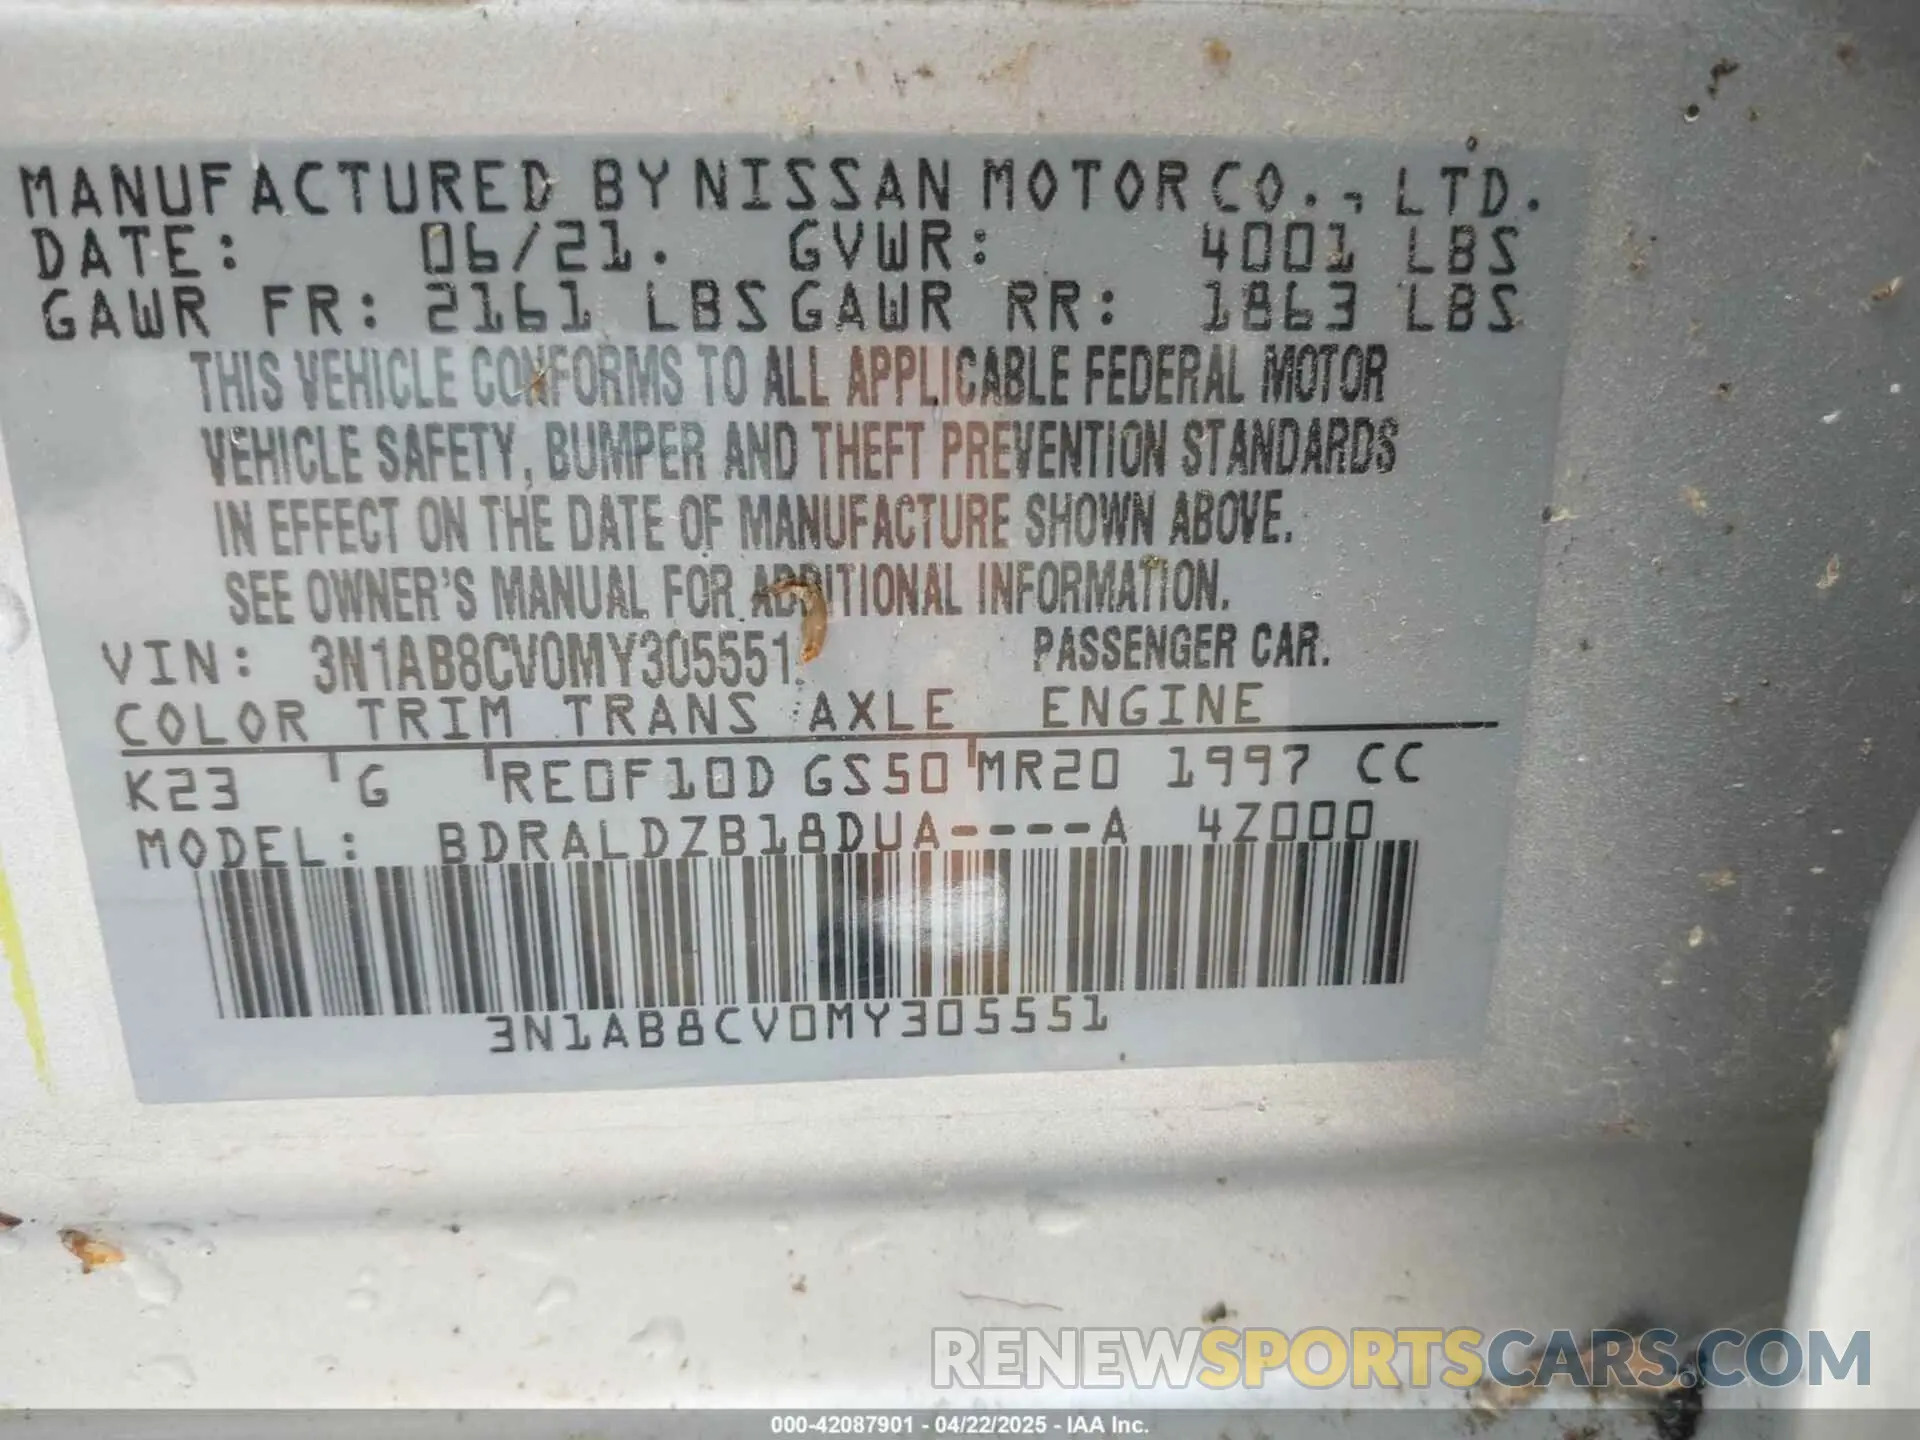 MANUFACTURED BY NISSAN MOTOR CO., LTD.
DATE: 06/21. GVWR: 4001 LBS
GAWR FR: 2161 LBS GAWR RR: 1863 LBS
THIS VEHICLE CONFORMS TO ALL APPLICABLE FEDERAL MOTOR
VEHICLE SAFETY, BUMPER AND THEFT PREVENTION STANDARDS
IN EFFECT ON THE DATE OF MANUFACTURE SHOWN ABOVE.
SEE OWNER'S MANUAL FOR ADDITIONAL INFORMATION.
VIN: 3N1AB8CV0MY305551 PASSENGER CAR.
COLOR TRIM TRANS AXLE ENGINE
K23 G RE0F10D GS50 MR20 1997 CC
MODEL: BDRALDZB18DUA----A 4Z000
3N1AB8CV0MY305551
RENEWSPORTSCARS.COM
000-42087901 - 04/22/2025 - IAA Inc.